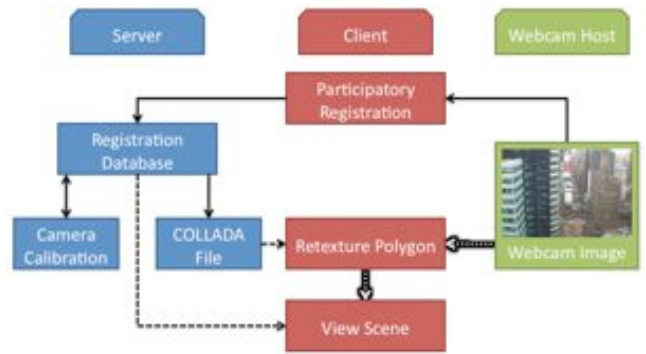 Server
Client
Webcam Host
Participatory
Registration
Registration
Database
Camera
Calibration
COLLADA
File
Retexture Polygon
Webcam Image
View Scene